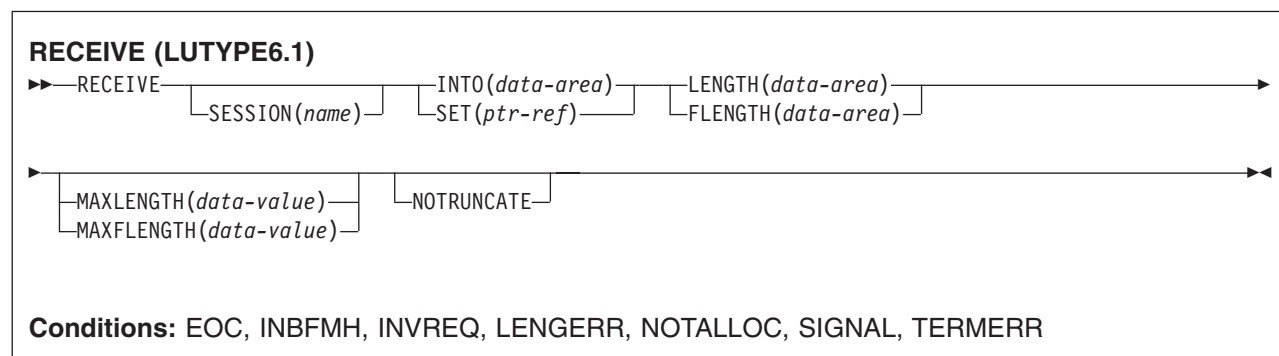 RECEIVE (LUTYPE6.1)
RECEIVE INTO(data-area) LENGTH(data-area)
SESSION(name) SET(ptr-ref) FLENGTH(data-area)
MAXLENGTH(data-value) NOTRUNCATE
MAXFLENGTH(data-value)
Conditions: EOC, INBFMH, INVREQ, LENGERR, NOTALLOC, SIGNAL, TERMERR